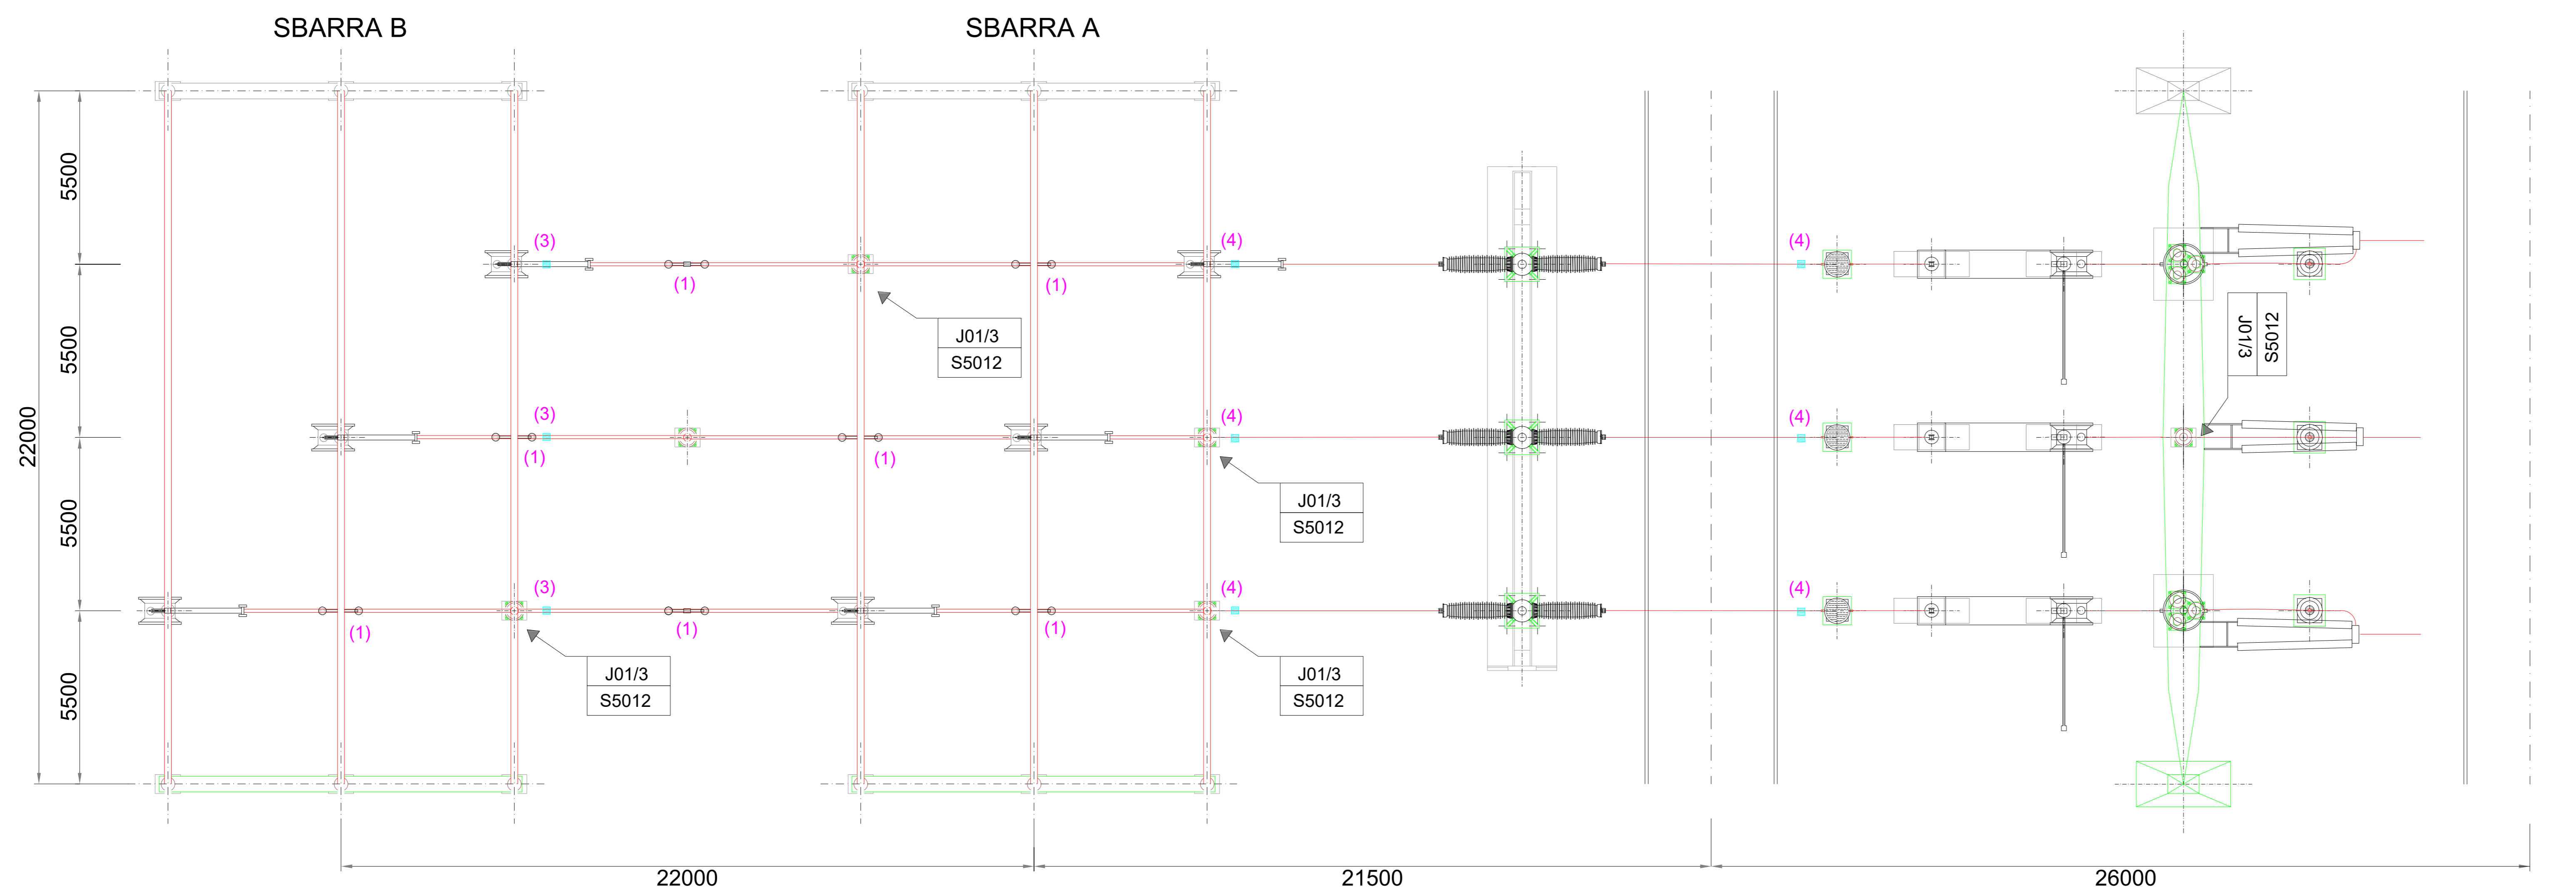 SBARRA B
SBARRA A
5500
5500
5500
5500
22000
(3)
(4)
(4)
(1)
(1)
J01/3
S5012
J01/3
S5012
(3)
(4)
(4)
(1)
(1)
J01/3
S5012
(3)
(4)
(4)
(1)
(1)
(1)
J01/3
S5012
J01/3
S5012
22000
21500
26000